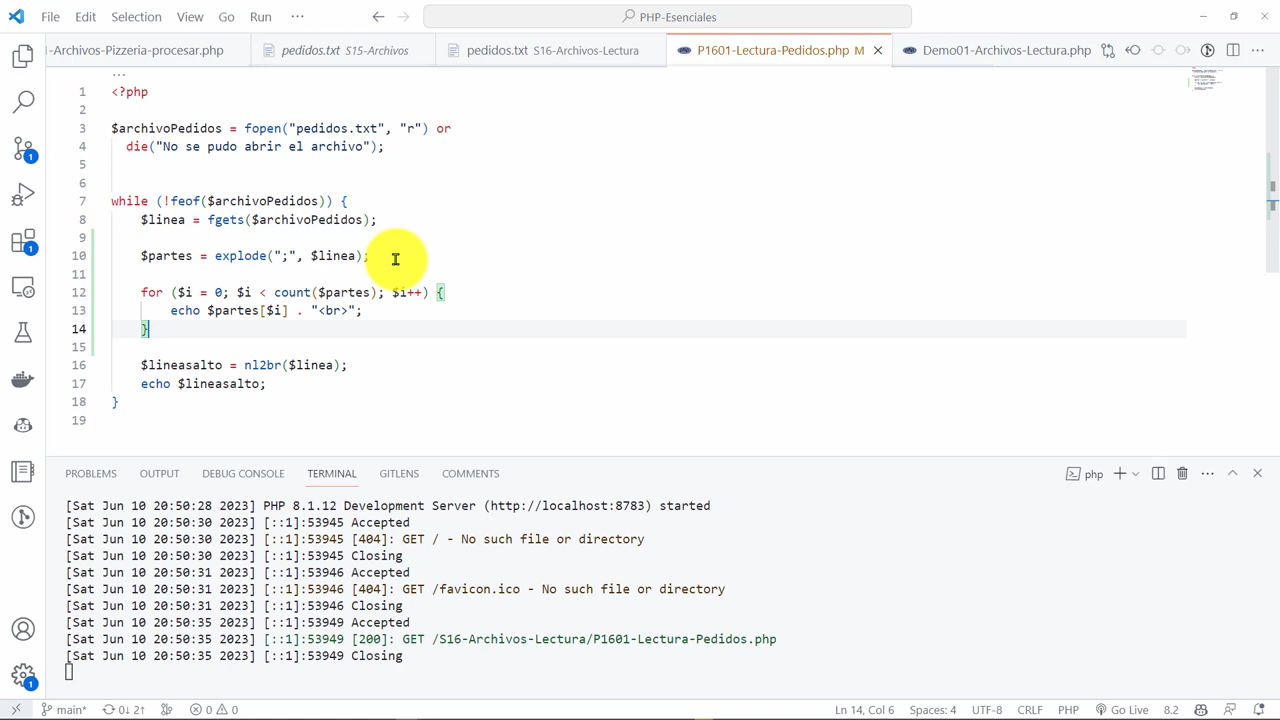 File Edit Selection View Go Run ··· PHP-Esenciales
-Archivos-Pizzeria-procesar.php pedidos.txt S15-Archivos pedidos.txt S16-Archivos-Lectura P1601-Lectura-Pedidos.php M Demo01-Archivos-Lectura.php ···
...
1 <?php
2
3 $archivoPedidos = fopen("pedidos.txt", "r") or
4 die("No se pudo abrir el archivo");
5
6
7 while (!feof($archivoPedidos)) {
8 $linea = fgets($archivoPedidos);
9
10 $partes = explode(";", $linea);
11
12 for ($i = 0; $i < count($partes); $i++) {
13 echo $partes[$i] . "<br>";
14 }
15
16 $lineasalto = nl2br($linea);
17 echo $lineasalto;
18 }
19
PROBLEMS OUTPUT DEBUG CONSOLE TERMINAL GITLENS COMMENTS php
[Sat Jun 10 20:50:28 2023] PHP 8.1.12 Development Server (http://localhost:8783) started
[Sat Jun 10 20:50:30 2023] [::1]:53945 Accepted
[Sat Jun 10 20:50:30 2023] [::1]:53945 [404]: GET / - No such file or directory
[Sat Jun 10 20:50:30 2023] [::1]:53945 Closing
[Sat Jun 10 20:50:31 2023] [::1]:53946 Accepted
[Sat Jun 10 20:50:31 2023] [::1]:53946 [404]: GET /favicon.ico - No such file or directory
[Sat Jun 10 20:50:31 2023] [::1]:53946 Closing
[Sat Jun 10 20:50:35 2023] [::1]:53949 Accepted
[Sat Jun 10 20:50:35 2023] [::1]:53949 [200]: GET /S16-Archivos-Lectura/P1601-Lectura-Pedidos.php
[Sat Jun 10 20:50:35 2023] [::1]:53949 Closing
1
1
1
main* 0↓ 2↑ 0 0 Ln 14, Col 6 Spaces: 4 UTF-8 CRLF PHP Go Live 8.2